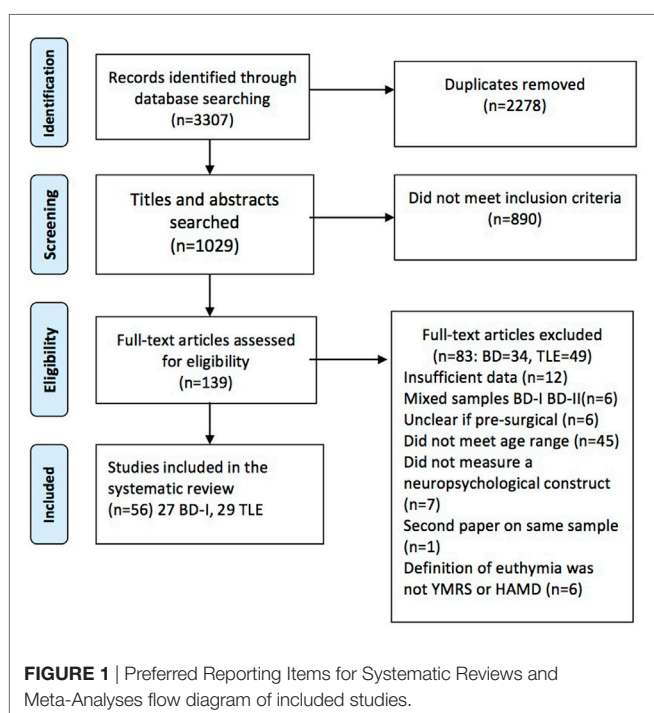 Identification
Records identified through
database searching
(n=3307)
Duplicates removed
(n=2278)
Screening
Titles and abstracts
searched
(n=1029)
Did not meet inclusion criteria
(n=890)
Eligibility
Full-text articles assessed
for eligibility
(n=139)
Full-text articles excluded
(n=83: BD=34, TLE=49)
Insufficient data (n=12)
Mixed samples BD-I BD-II(n=6)
Unclear if pre-surgical (n=6)
Did not meet age range (n=45)
Did not measure a
neuropsychological construct
(n=7)
Second paper on same sample
(n=1)
Definition of euthymia was
not YMRS or HAMD (n=6)
Included
Studies included in the
systematic review
(n=56) 27 BD-I, 29 TLE
FIGURE 1 | Preferred Reporting Items for Systematic Reviews and
Meta-Analyses flow diagram of included studies.